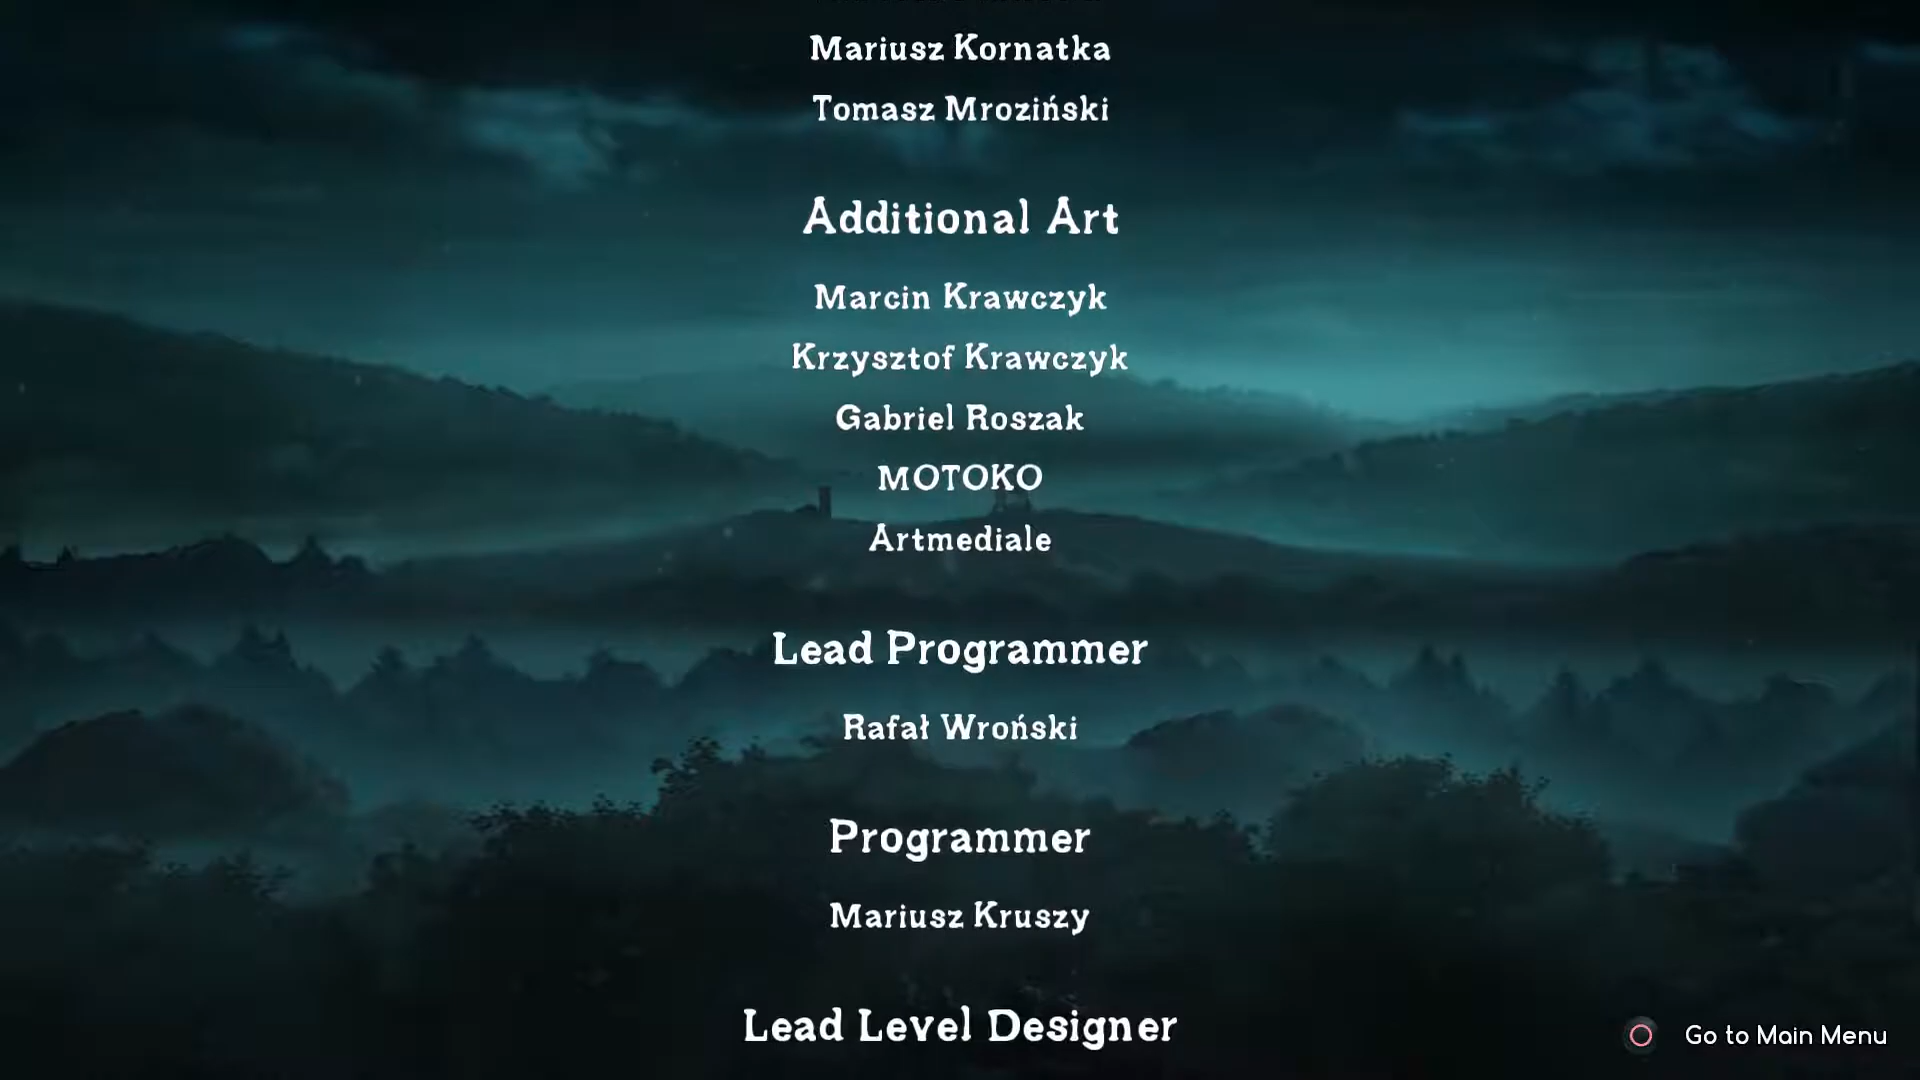 Mariusz Kornatka
Tomasz Mroziński
Additional Art
Marcin Krawczyk
Krzysztof Krawczyk
Gabriel Roszak
MOTOKO
Artmediale
Lead Programmer
Rafał Wroński
Programmer
Mariusz Kruszy
Lead Level Designer
Go to Main Menu